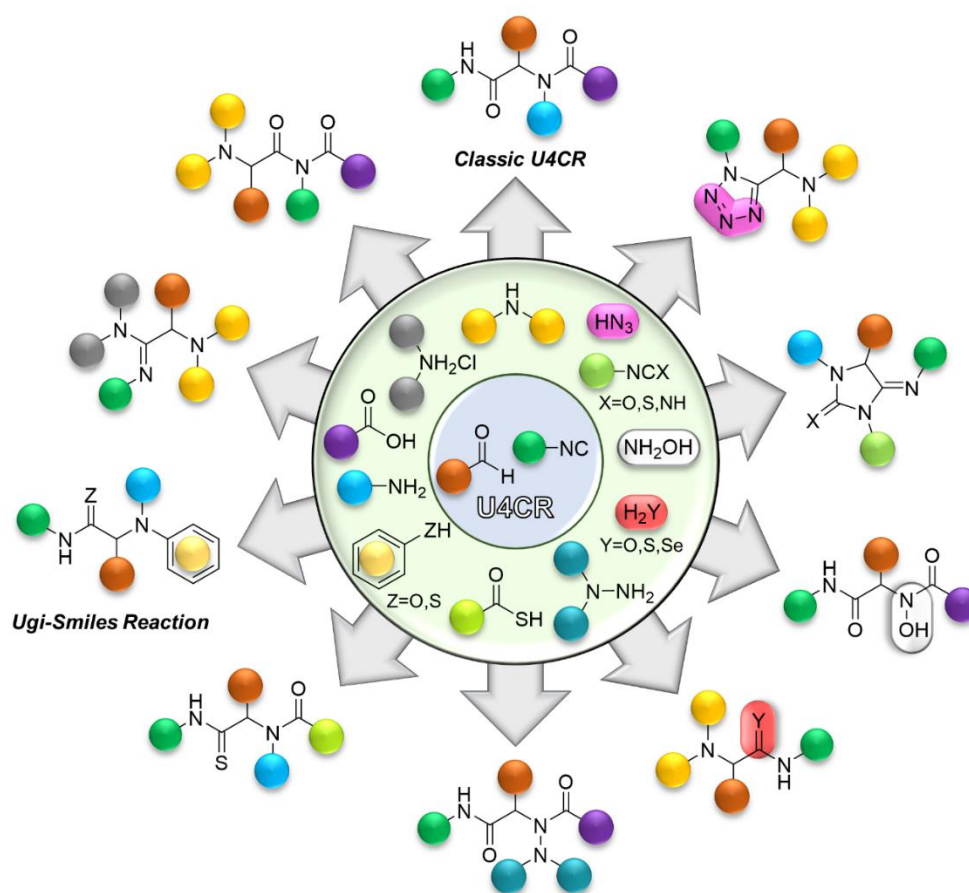 H
N
O
N
O
Classic U4CR
N
O
O
N
N
N
N
N
N
N
N
N
N
H
N
HN3
NH2Cl
NCX
X=O,S,NH
O
OH
O
H
NC
NH2OH
NH2
U4CR
H2Y
Y=O,S,Se
ZH
Z=O,S
O
SH
N
NH2
N
N
N
X
Z
N
H
N
Ugi-Smiles Reaction
H
N
O
N
O
OH
H
N
S
N
O
N
Y
N
H
H
N
O
N
O
N